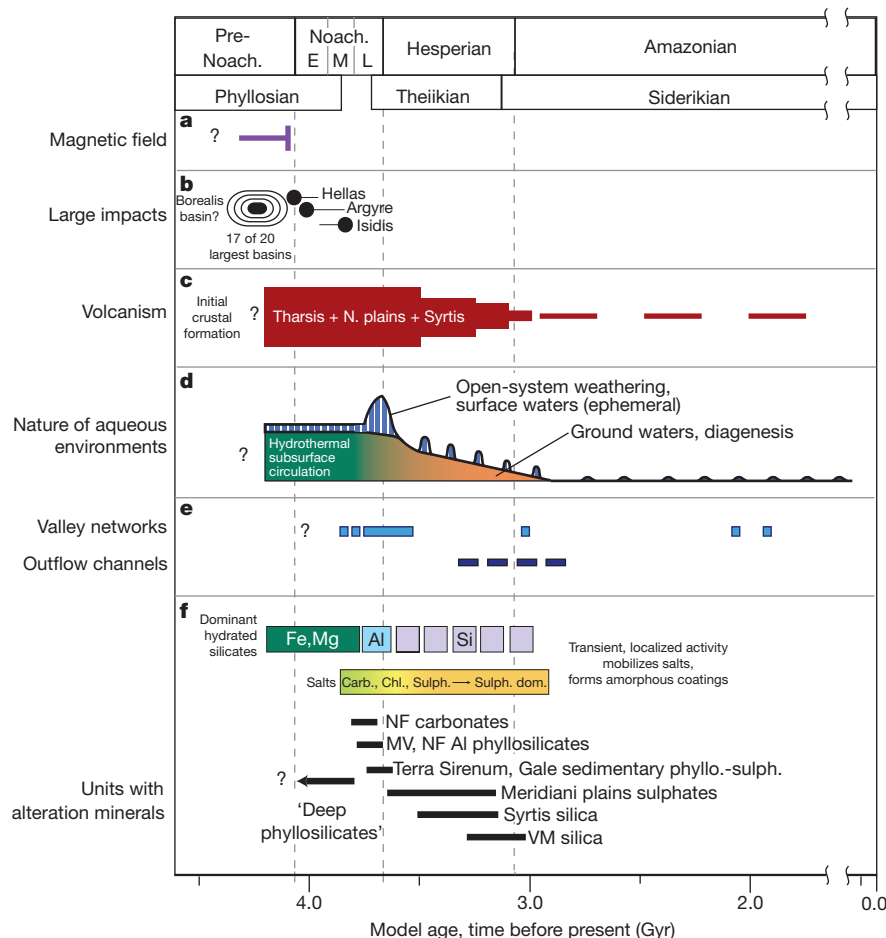 Pre-
Noach.
Noach.
E M L
Hesperian
Amazonian
Phyllosian
Theiikian
Siderikian
a
Magnetic field
?
b
Large impacts
Borealis
basin?
17 of 20
largest basins
Hellas
Argyre
Isidis
c
Volcanism
Initial
crustal
formation
?
Tharsis + N. plains + Syrtis
d
Nature of aqueous
environments
?
Hydrothermal
subsurface
circulation
Open-system weathering,
surface waters (ephemeral)
Ground waters, diagenesis
e
Valley networks
?
Outflow channels
f
Dominant
hydrated
silicates
Fe,Mg
Al
Si
Transient, localized activity
mobilizes salts,
forms amorphous coatings
Salts
Carb., Chl., Sulph. → Sulph. dom.
Units with
alteration minerals
NF carbonates
MV, NF Al phyllosilicates
Terra Sirenum, Gale sedimentary phyllo.-sulph.
?
'Deep
phyllosilicates'
Meridiani plains sulphates
Syrtis silica
VM silica
4.0
3.0
2.0
0.0
Model age, time before present (Gyr)